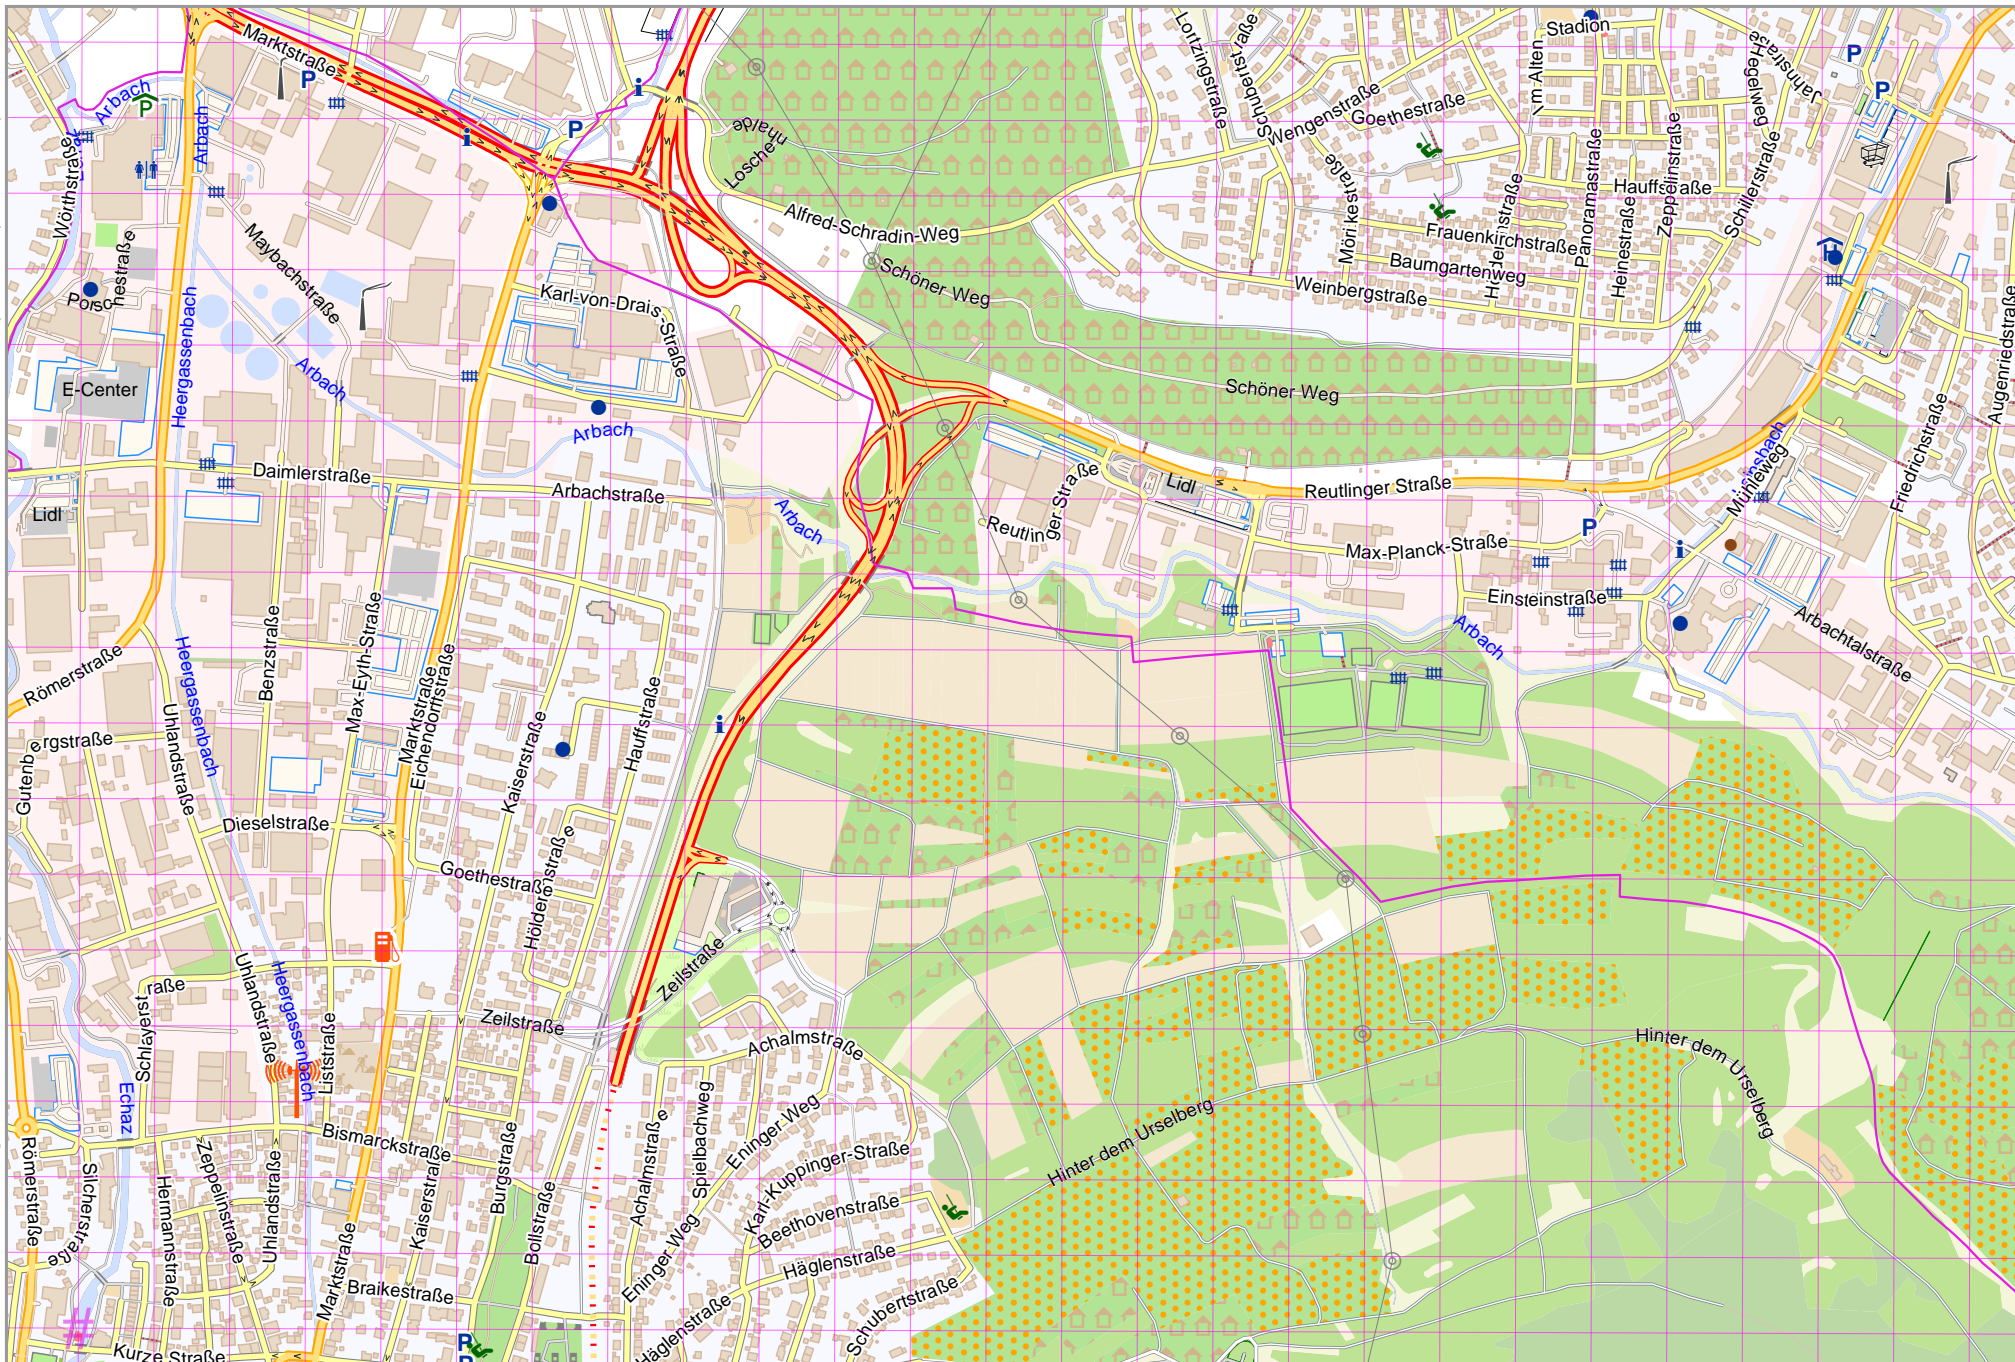 Marktstraße
Arbach
Arbach
Wörthstraße
P
P
P
i
i
Loschen
halde
Alfred-Schradin-Weg
Schöner Weg
Lortzingstraße
Schubertstraße
Wengenstraße
Goethestraße
Mörikestraße
Im Alten
Stadion
Hegelweg
Jahnstraße
P
P
Hauffstraße
Panoramastraße
Heinestraße
Zeppelinstraße
Schillerstraße
Frauenkirchstraße
Baumgartenweg
Weinbergstraße
H
Augenriedstraße
Maybachstraße
Heergassenbach
Karl-von-Drais-Straße
E-Center
Arbach
Arbach
Schöner Weg
Daimlerstraße
Arbachstraße
Arbach
Lidl
Lidl
Reutlinger Straße
Reutlinger Straße
Mühleweg
Friedrichstraße
Max-Planck-Straße
P
i
Einsteinstraße
Arbach
Arbachtalstraße
Römerstraße
Heergassenbach
Benzstraße
Max-Eyth-Straße
Marktstraße
Eichendorffstraße
Uhlandstraße
Gutenbergstraße
Kaiserstraße
Hauffstraße
i
Dieselstraße
Goethestraße
Hölderlinstraße
Zeilstraße
Zeilstraße
Uhlandstraße
Heergassenbach
Liststraße
Schlayerstraße
Echaz
Achalmstraße
Hinter dem Urselberg
Hinter dem Urselberg
Bismarckstraße
Römerstraße
Silcherstraße
Hermannstraße
Zeppelinstraße
Uhlandstraße
Marktstraße
Kaiserstraße
Burgstraße
Bollstraße
Achalmstraße
Spielbachweg
Eninger Weg
Eninger Weg
Karl-Kuppinger-Straße
Beethovenstraße
Häglenstraße
Häglenstraße
Schubertstraße
Braikestraße
Kurze Straße
P